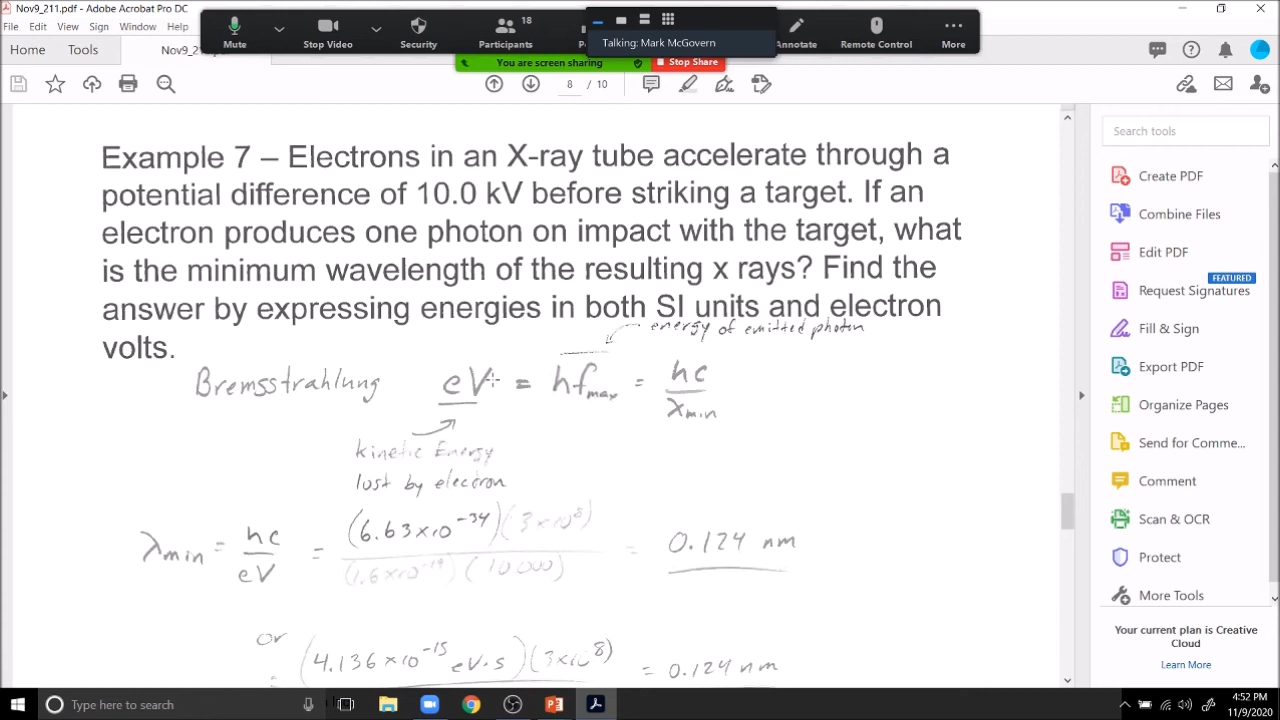 Nov9_211.pdf - Adobe Acrobat Pro DC
File Edit View Sign Window Help
Home Tools Nov9_2
Mute Stop Video Security Participants 18 Annotate Remote Control More
Talking: Mark McGovern
You are screen sharing Stop Share
8 / 10
Example 7 – Electrons in an X-ray tube accelerate through a
potential difference of 10.0 kV before striking a target. If an
electron produces one photon on impact with the target, what
is the minimum wavelength of the resulting x rays? Find the
answer by expressing energies in both SI units and electron
volts.
energy of emitted photon
Bremsstrahlung eV = hf_max = hc / λmin
kinetic Energy
lost by electron
λmin = hc / eV = (6.63×10^-34)(3×10^8) / (1.6×10^-19)(10000) = 0.124 nm
or
= (4.136×10^-15 eV·s)(3×10^8) = 0.124 nm
Search tools
Create PDF
Combine Files
Edit PDF
FEATURED
Request Signatures
Fill & Sign
Export PDF
Organize Pages
Send for Comme...
Comment
Scan & OCR
Protect
More Tools
Your current plan is Creative
Cloud
Learn More
Type here to search
4:52 PM
11/9/2020